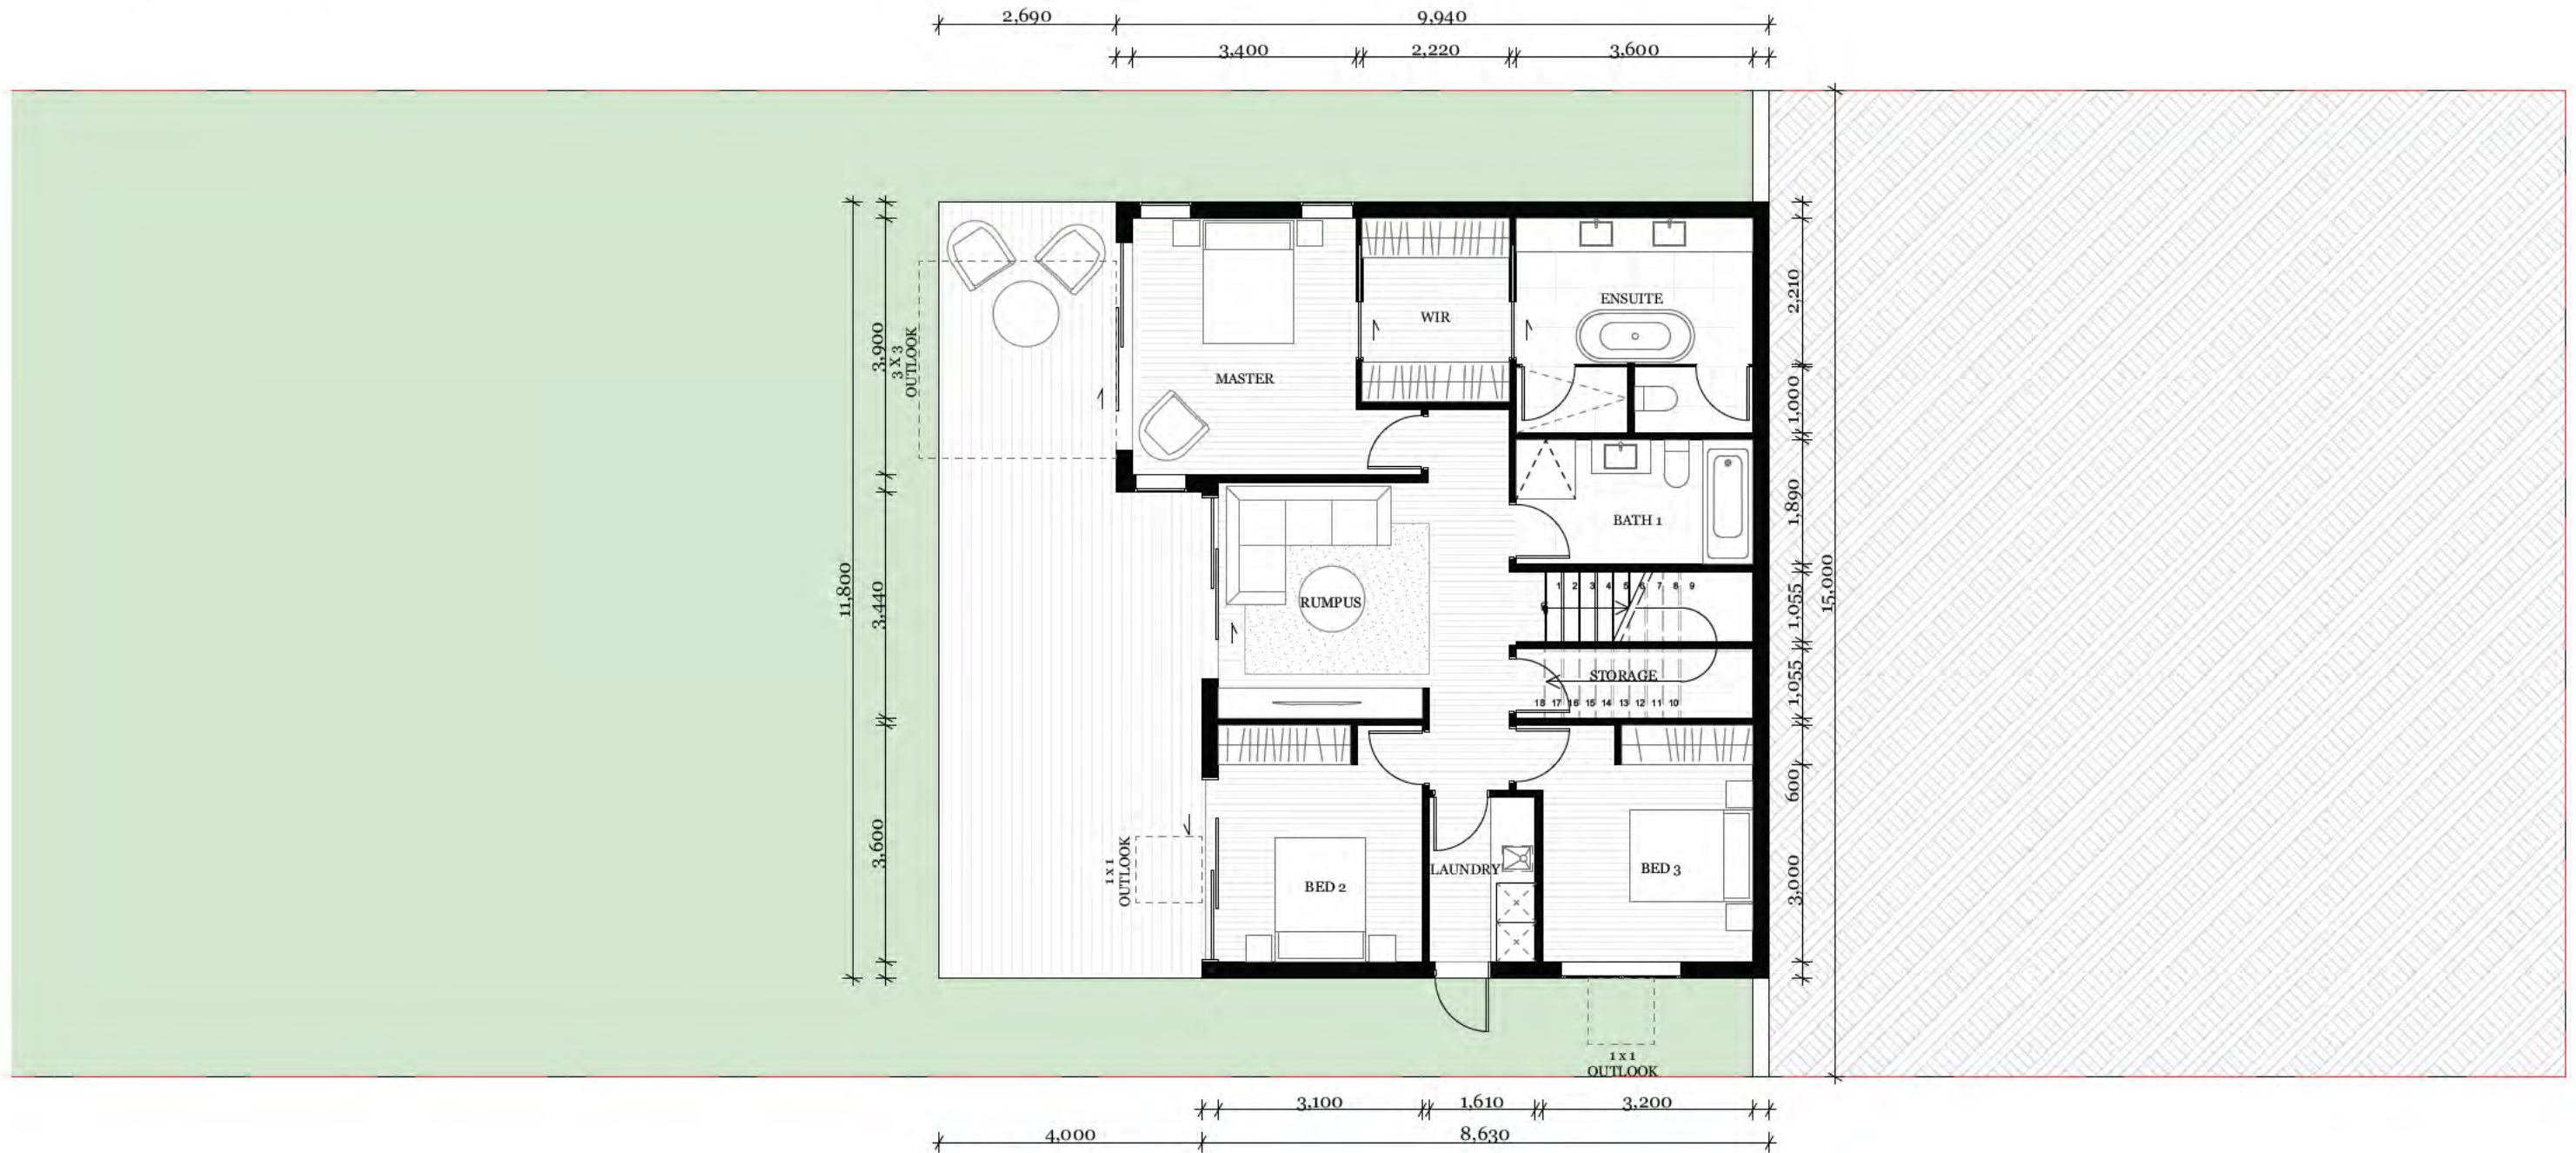 2,690
9,940
3,400
2,220
3,600
2,210
ENSUITE
WIR
3,900
3 X 3
OUTLOOK
MASTER
1,000
1,890
BATH 1
11,800
3,440
RUMPUS
1 2 3 4 5 6 7 8 9
1,055
15,000
STORAGE
1,055
18 17 16 15 14 13 12 11 10
600
3,600
1 x 1
OUTLOOK
BED 2
LAUNDRY
BED 3
3,000
1 x 1
OUTLOOK
3,100
1,610
3,200
4,000
8,630